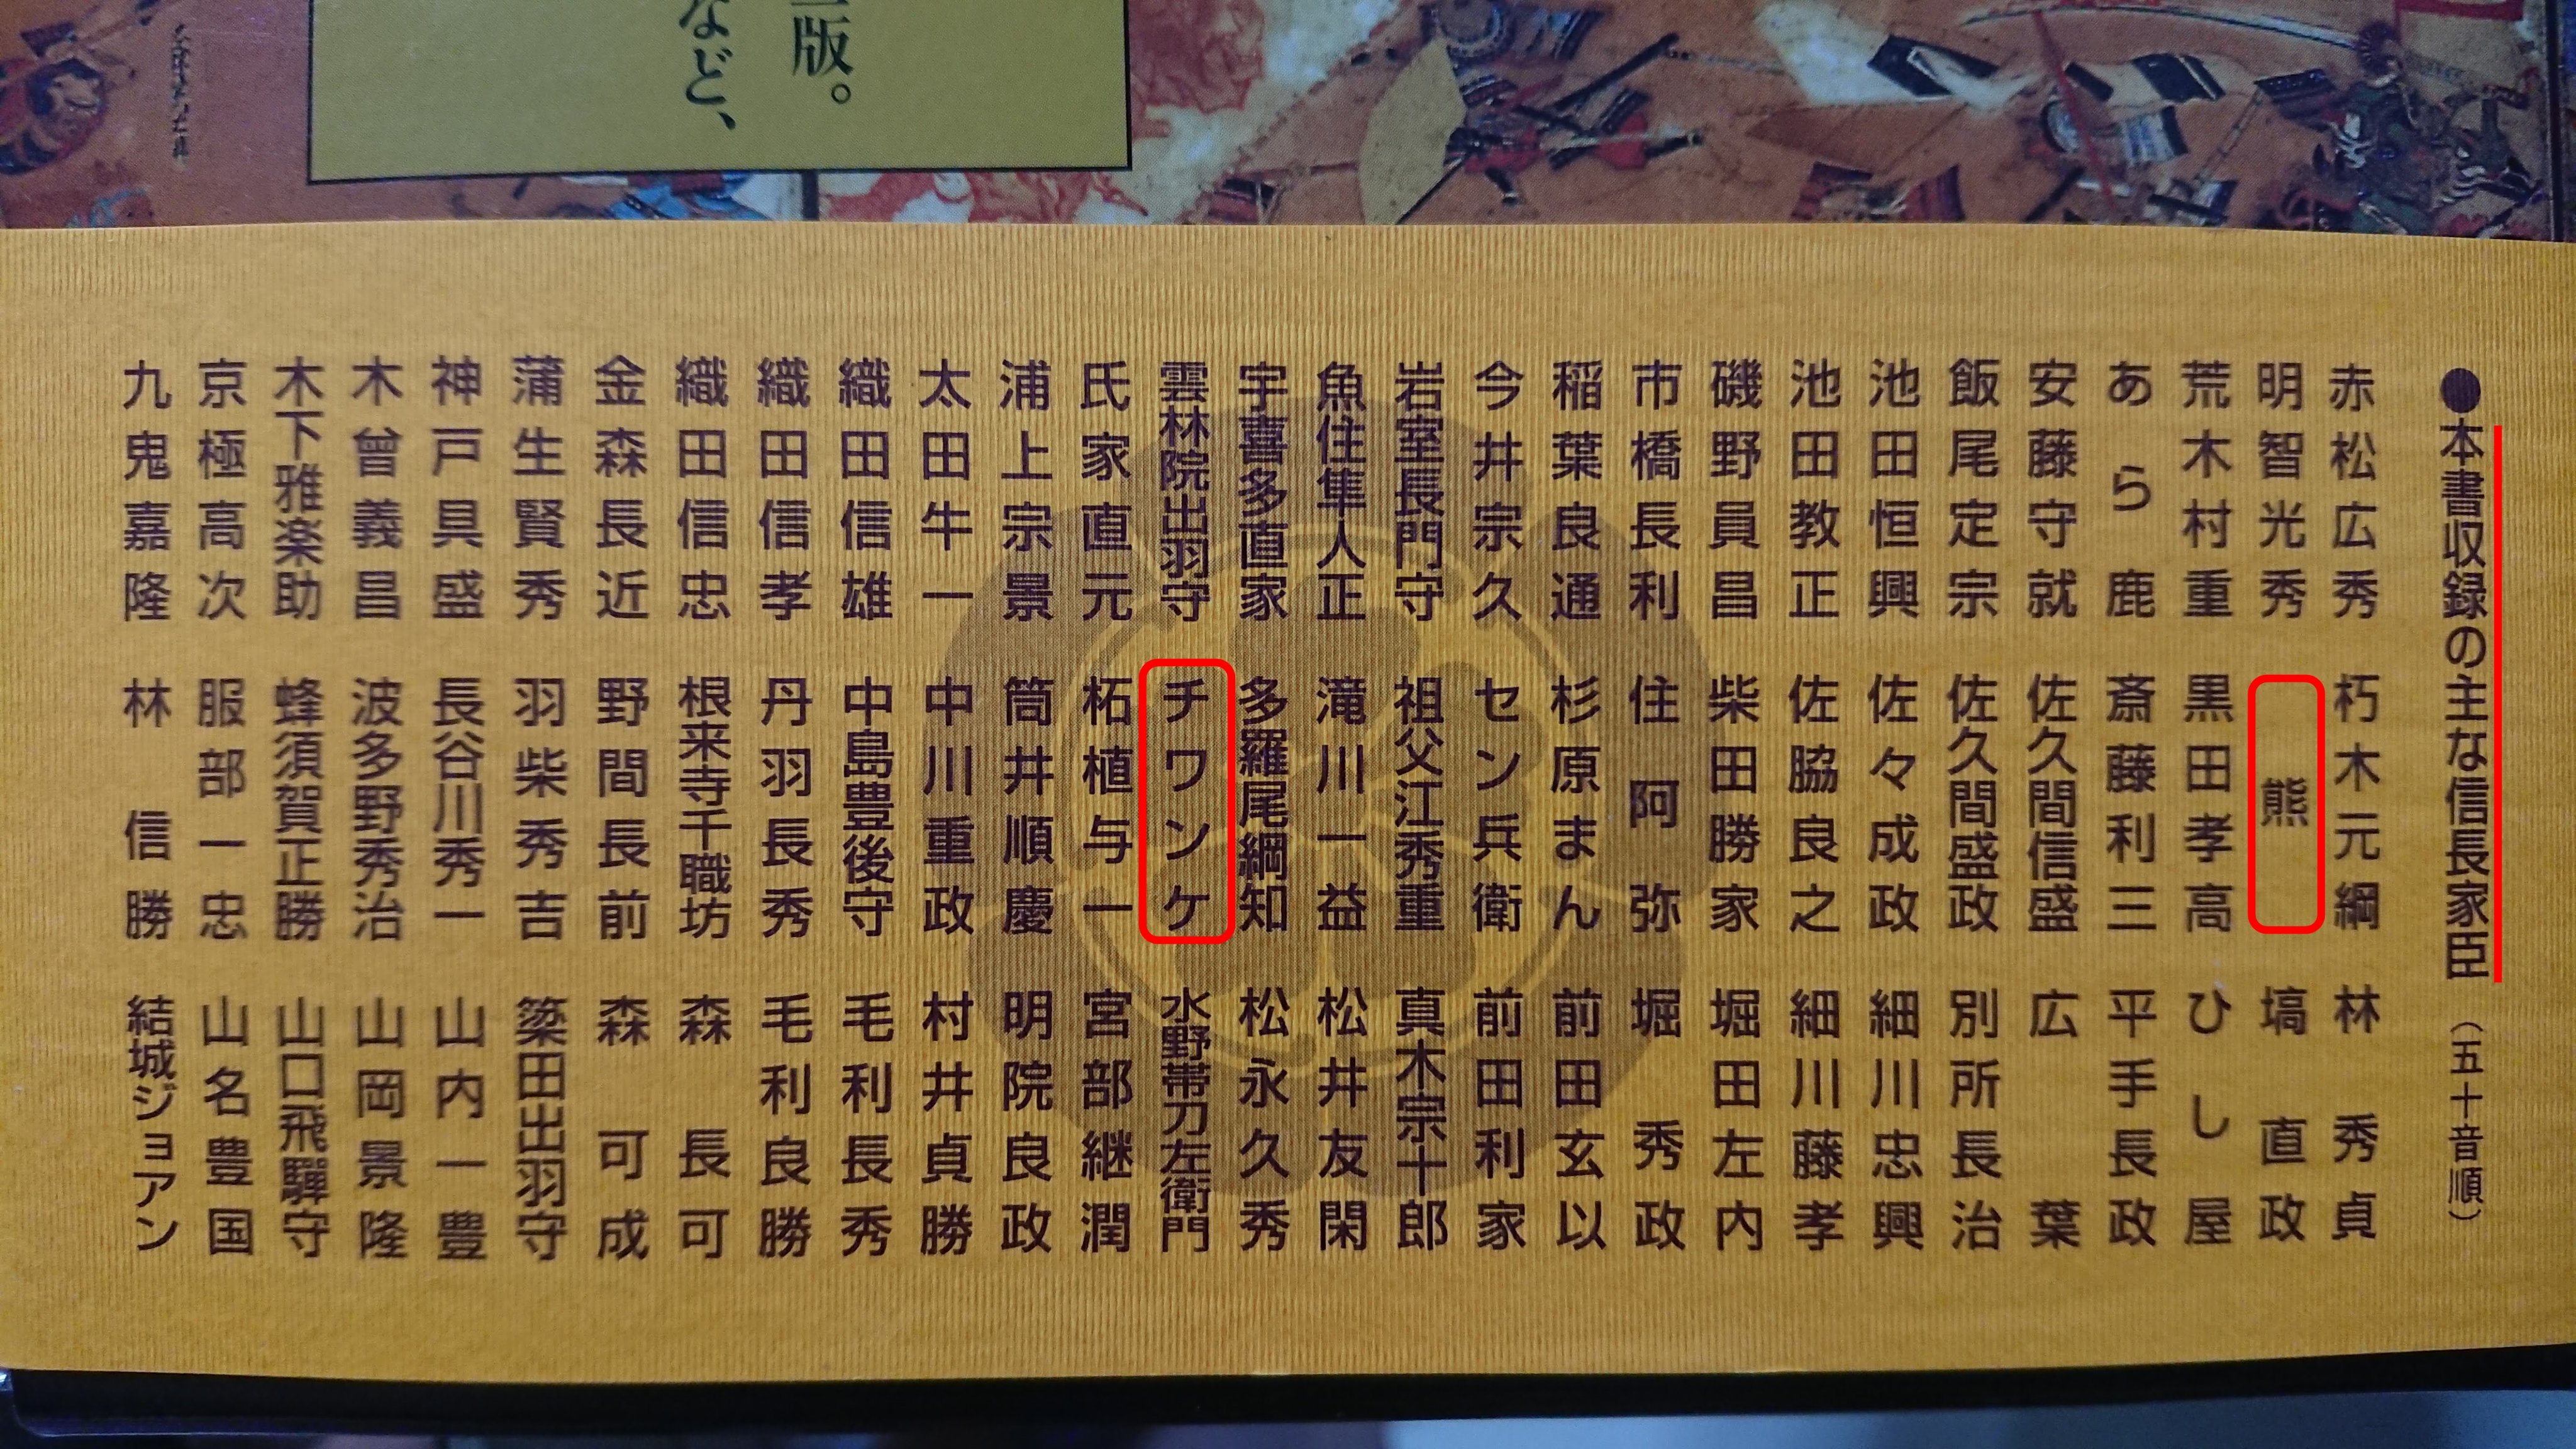 版。
など、
●本書収録の主な信長家臣（五十音順）
赤松広秀 朽木元綱 林秀貞
明智光秀 熊 塙直政
荒木村重 黒田孝高 ひし屋
あら鹿 斎藤利三 平手長政
安藤守就 佐久間信盛 広葉
飯尾定宗 佐久間盛政 別所長治
池田恒興 佐々成政 細川忠興
池田教正 佐脇良之 細川藤孝
磯野員昌 柴田勝家 堀田左内
市橋長利 住阿弥 堀秀政
稲葉良通 杉原まん 前田玄以
今井宗久 セン兵衛 前田利家
岩室長門守 祖父江秀重 真木宗十郎
魚住隼人正 滝川一益 松井友閑
宇喜多直家 多羅尾綱知 松永久秀
雲林院出羽守 チワンケ 水野帯刀左衛門
氏家直元 柘植与一 宮部継潤
浦上宗景 筒井順慶 明院良政
太田牛一 中川重政 村井貞勝
織田信雄 中島豊後守 毛利長秀
織田信孝 丹羽長秀 毛利良勝
織田信忠 根来寺千職坊 森長可
金森長近 野間長前 森可成
蒲生賢秀 羽柴秀吉 簗田出羽守
神戸具盛 長谷川秀一 山内一豊
木曾義昌 波多野秀治 山岡景隆
木下雅楽助 蜂須賀正勝 山口飛騨守
京極高次 服部一忠 山名豊国
九鬼嘉隆 林信勝 結城ジョアン